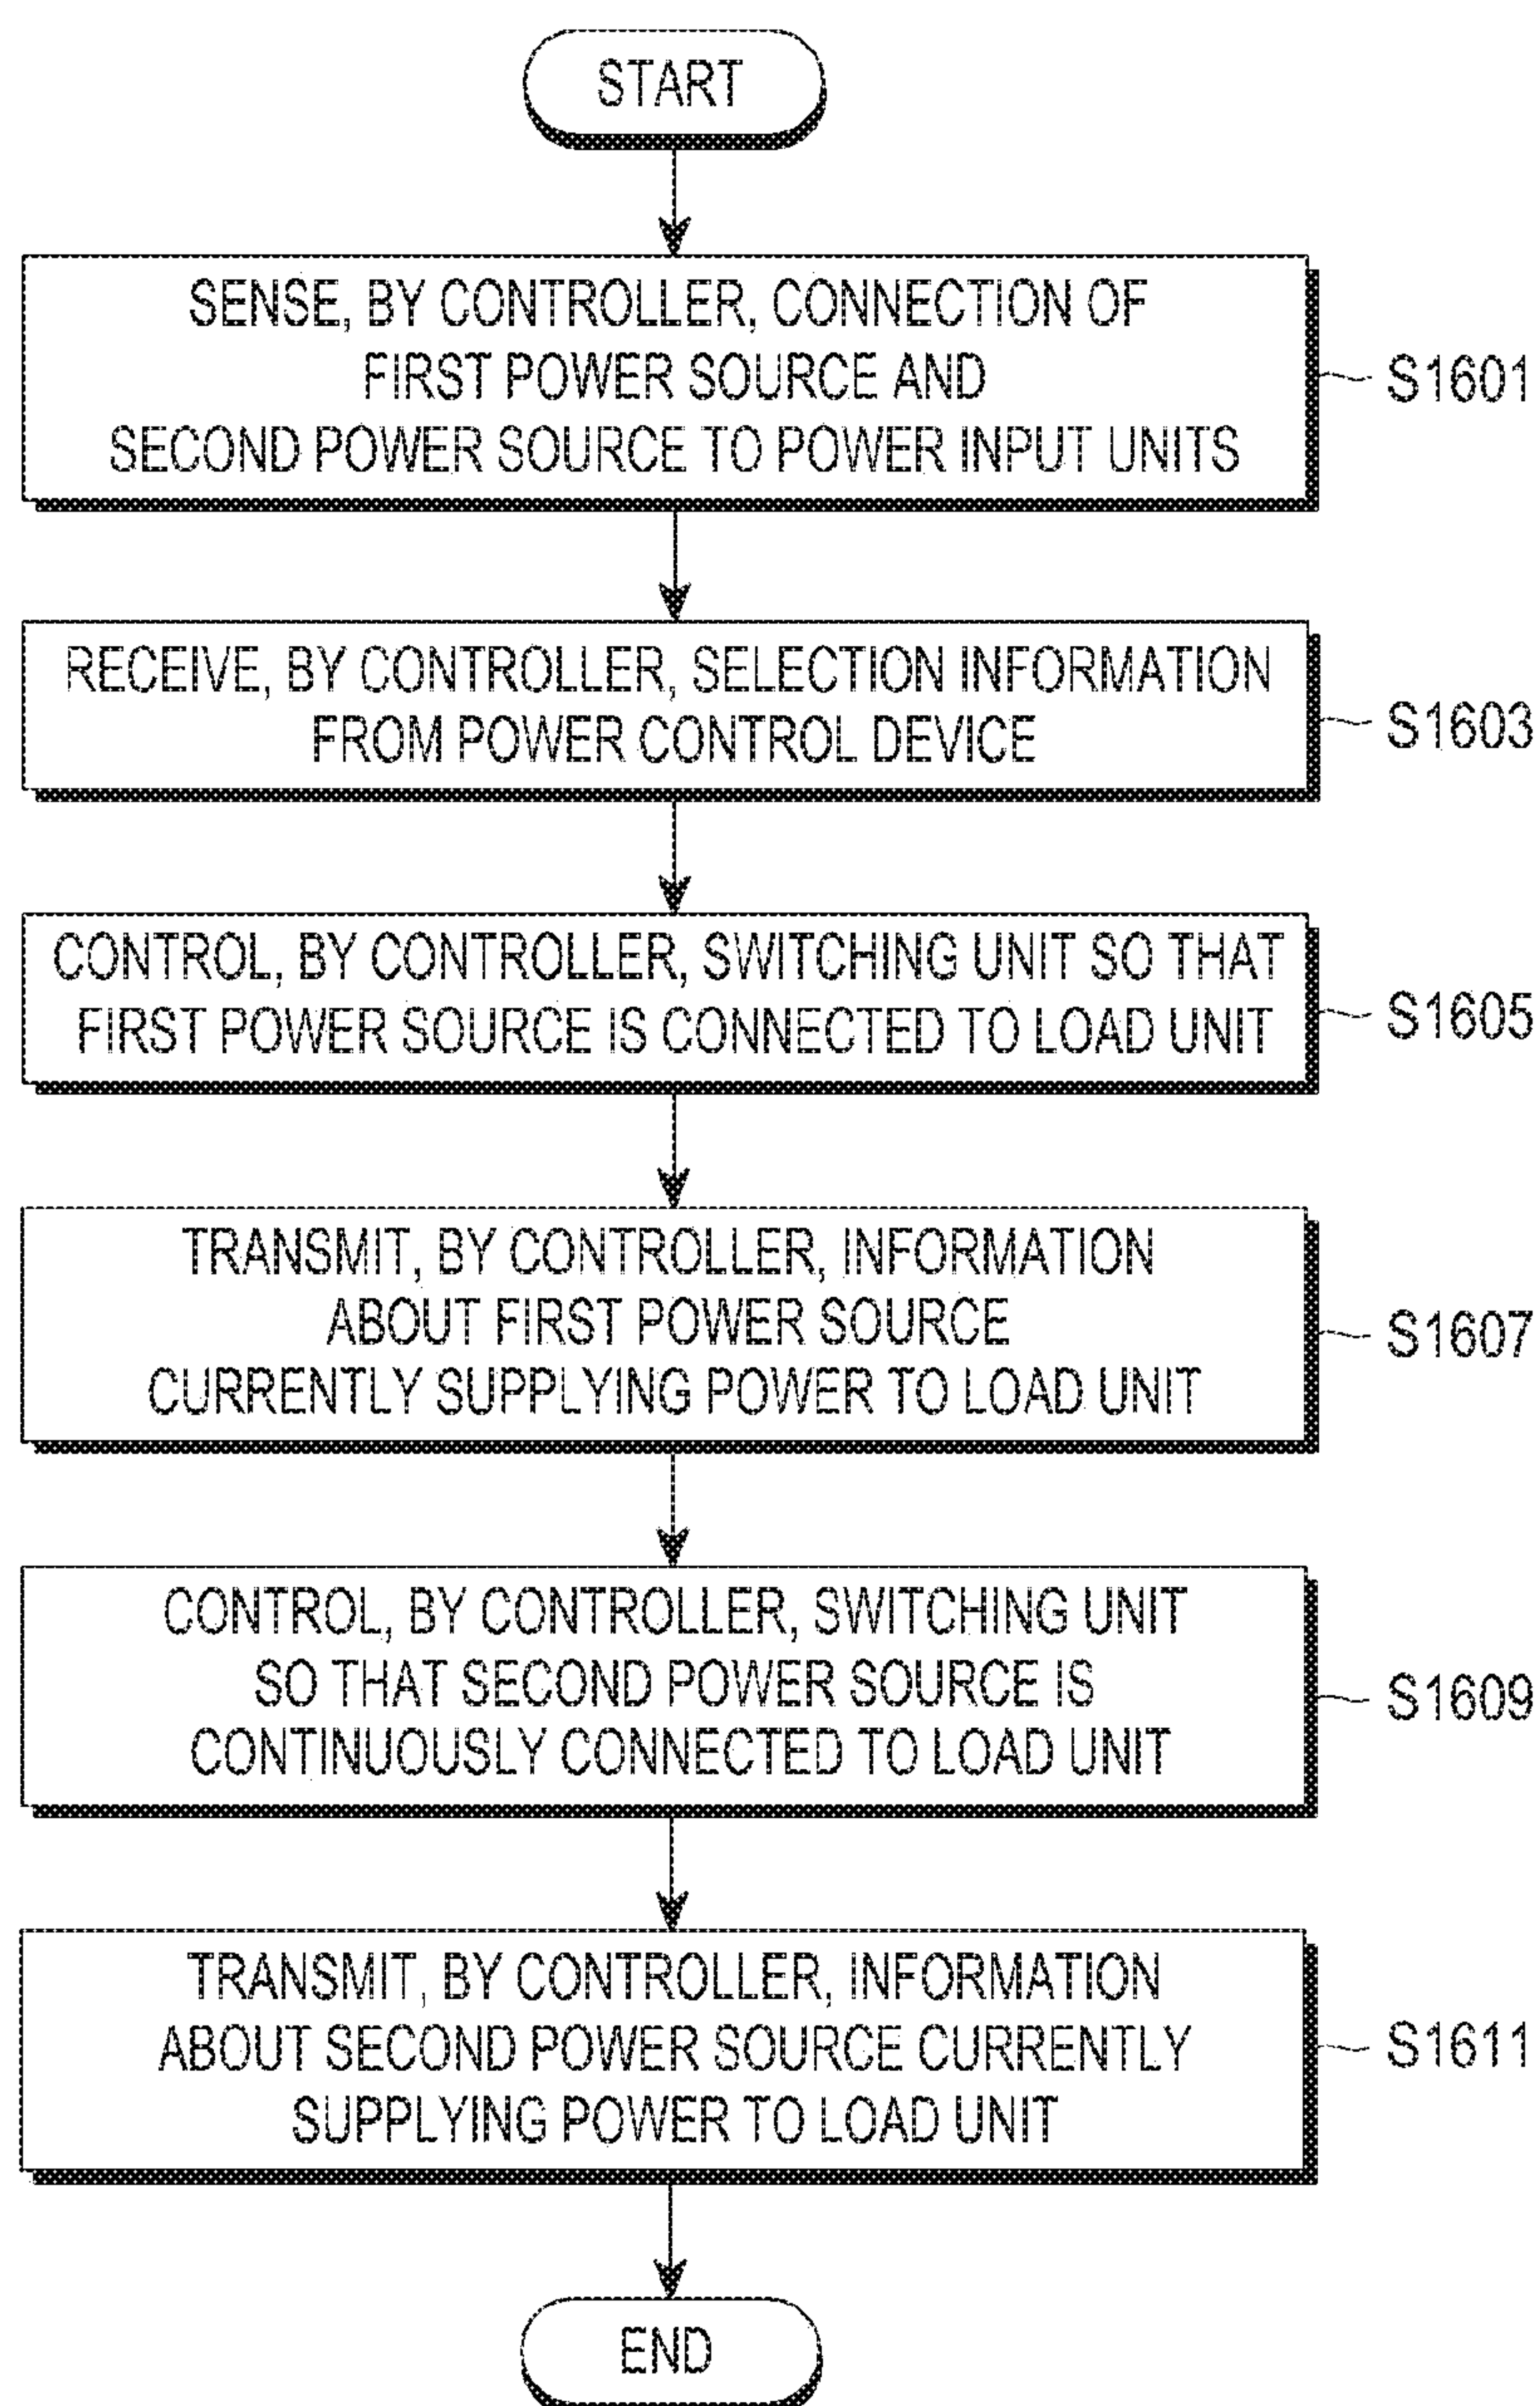 START
SENSE, BY CONTROLLER, CONNECTION OF
FIRST POWER SOURCE AND
SECOND POWER SOURCE TO POWER INPUT UNITS
S1601
RECEIVE, BY CONTROLLER, SELECTION INFORMATION
FROM POWER CONTROL DEVICE
S1603
CONTROL, BY CONTROLLER, SWITCHING UNIT SO THAT
FIRST POWER SOURCE IS CONNECTED TO LOAD UNIT
S1605
TRANSMIT, BY CONTROLLER, INFORMATION
ABOUT FIRST POWER SOURCE
CURRENTLY SUPPLYING POWER TO LOAD UNIT
S1607
CONTROL, BY CONTROLLER, SWITCHING UNIT
SO THAT SECOND POWER SOURCE IS
CONTINUOUSLY CONNECTED TO LOAD UNIT
S1609
TRANSMIT, BY CONTROLLER, INFORMATION
ABOUT SECOND POWER SOURCE CURRENTLY
SUPPLYING POWER TO LOAD UNIT
S1611
END